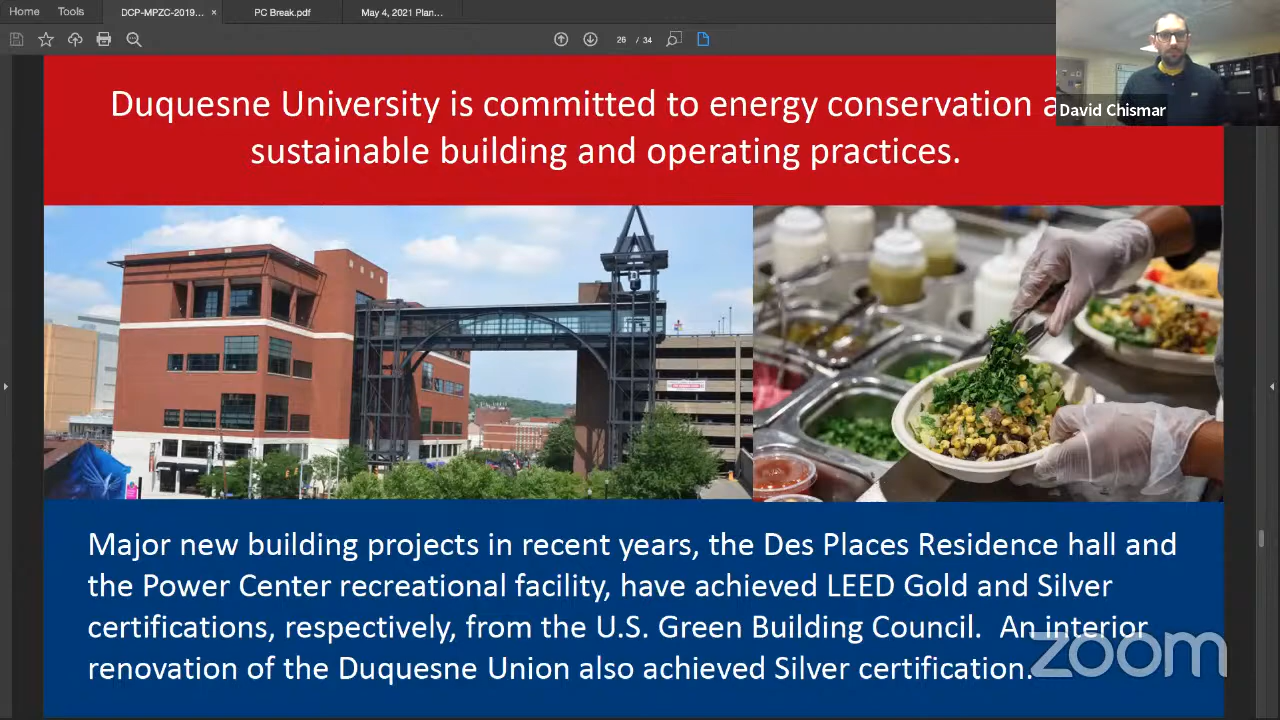 Home Tools DCP-MPZC-2019... × PC Break.pdf May 4, 2021 Plan...
26 / 34
David Chismar
Duquesne University is committed to energy conservation a
sustainable building and operating practices.
Major new building projects in recent years, the Des Places Residence hall and
the Power Center recreational facility, have achieved LEED Gold and Silver
certifications, respectively, from the U.S. Green Building Council. An interior
renovation of the Duquesne Union also achieved Silver certification.
zoom